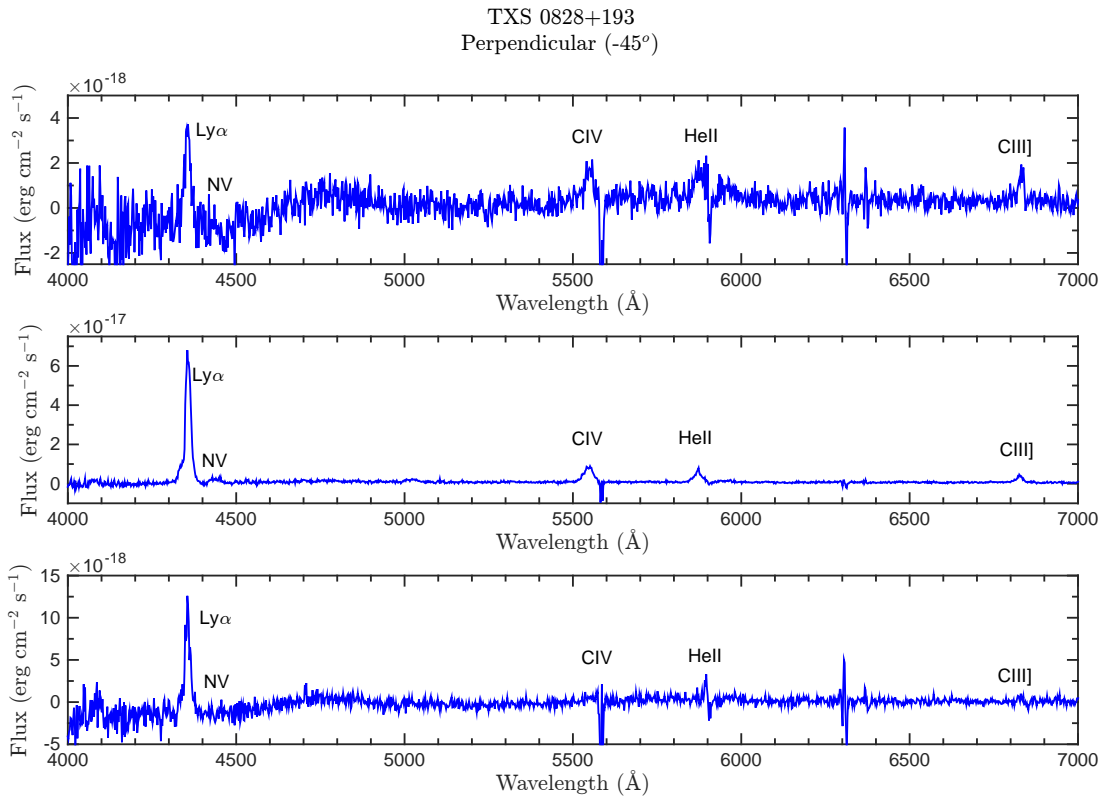 TXS 0828+193
Perpendicular (-45°)
×10⁻¹⁸
Flux (erg cm⁻² s⁻¹)
4
2
0
-2
Lyα
NV
CIV
HeII
CIII]
4000 4500 5000 5500 6000 6500 7000
Wavelength (Å)
×10⁻¹⁷
Flux (erg cm⁻² s⁻¹)
6
4
2
0
Lyα
NV
CIV
HeII
CIII]
4000 4500 5000 5500 6000 6500 7000
Wavelength (Å)
×10⁻¹⁸
Flux (erg cm⁻² s⁻¹)
15
10
5
0
-5
Lyα
NV
CIV
HeII
CIII]
4000 4500 5000 5500 6000 6500 7000
Wavelength (Å)